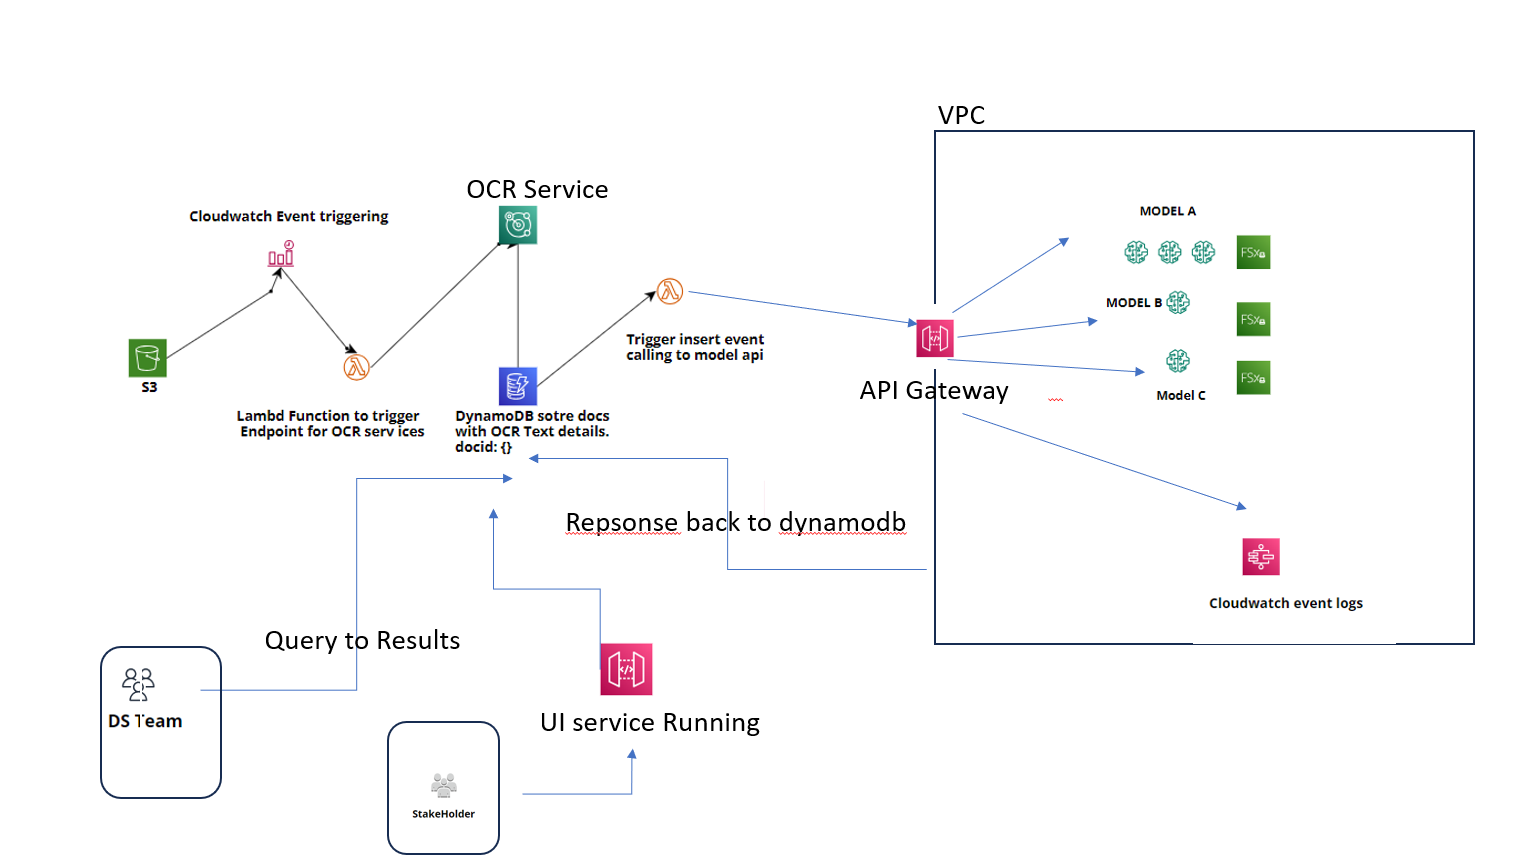 VPC
OCR Service
Cloudwatch Event triggering
MODEL A
FSx
MODEL B
FSx
Trigger insert event
calling to model api
S3
FSx
API Gateway
Model C
Lambd Function to trigger
Endpoint for OCR serv ices
DynamoDB sotre docs
with OCR Text details.
docid: {}
Repsonse back to dynamodb
Cloudwatch event logs
Query to Results
DS Team
UI service Running
StakeHolder